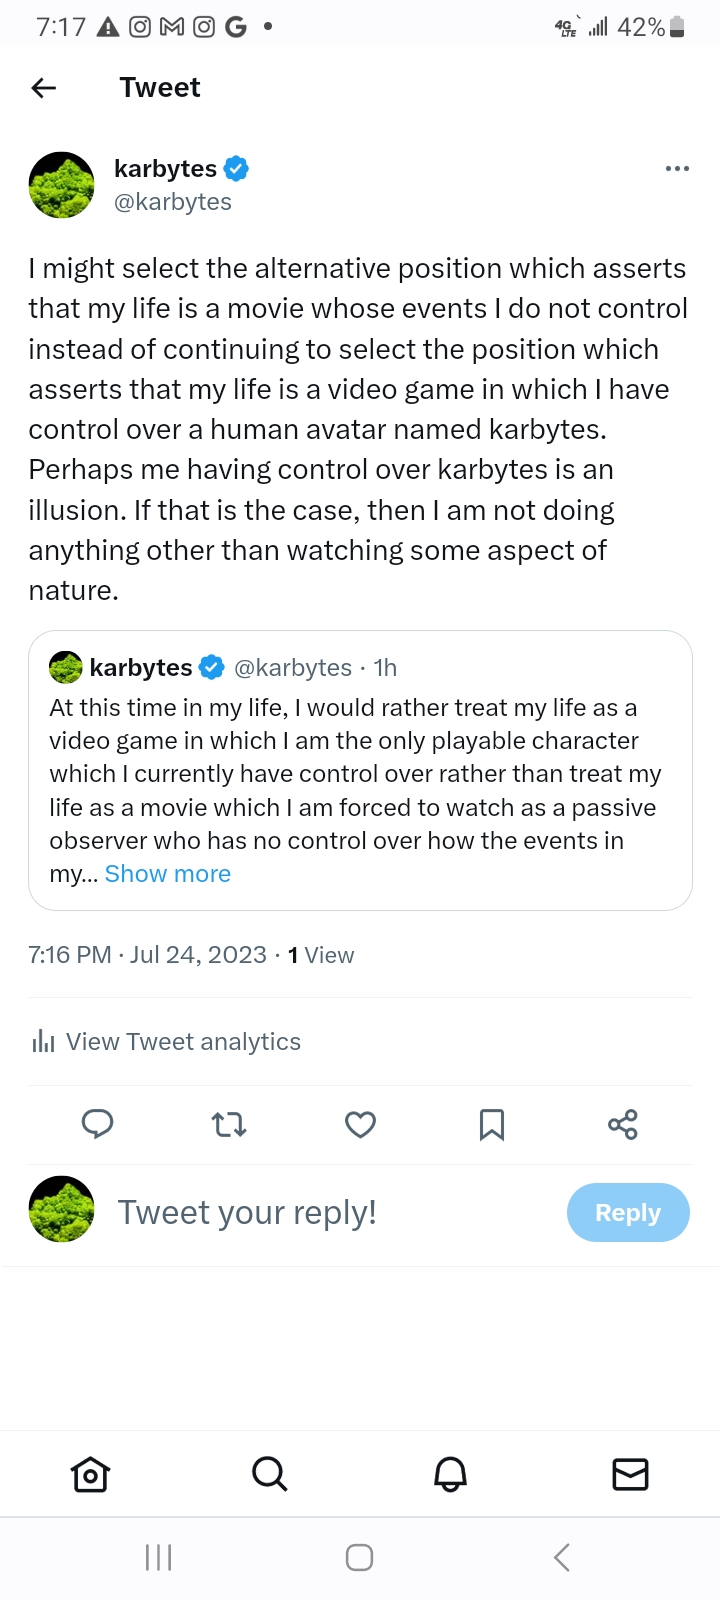 7:17
4G LTE 42%
Tweet
karbytes
@karbytes
I might select the alternative position which asserts
that my life is a movie whose events I do not control
instead of continuing to select the position which
asserts that my life is a video game in which I have
control over a human avatar named karbytes.
Perhaps me having control over karbytes is an
illusion. If that is the case, then I am not doing
anything other than watching some aspect of
nature.
karbytes @karbytes · 1h
At this time in my life, I would rather treat my life as a
video game in which I am the only playable character
which I currently have control over rather than treat my
life as a movie which I am forced to watch as a passive
observer who has no control over how the events in
my... Show more
7:16 PM · Jul 24, 2023 · 1 View
View Tweet analytics
Tweet your reply!
Reply